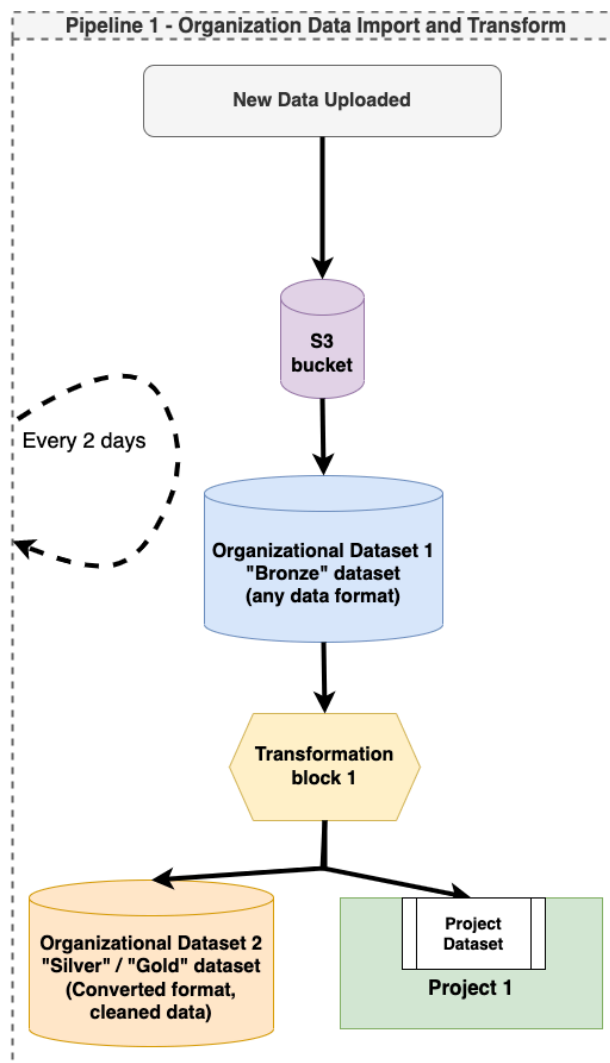 Pipeline 1 - Organization Data Import and Transform
New Data Uploaded
S3
bucket
Every 2 days
Organizational Dataset 1
"Bronze" dataset
(any data format)
Transformation
block 1
Organizational Dataset 2
"Silver" / "Gold" dataset
(Converted format,
cleaned data)
Project
Dataset
Project 1